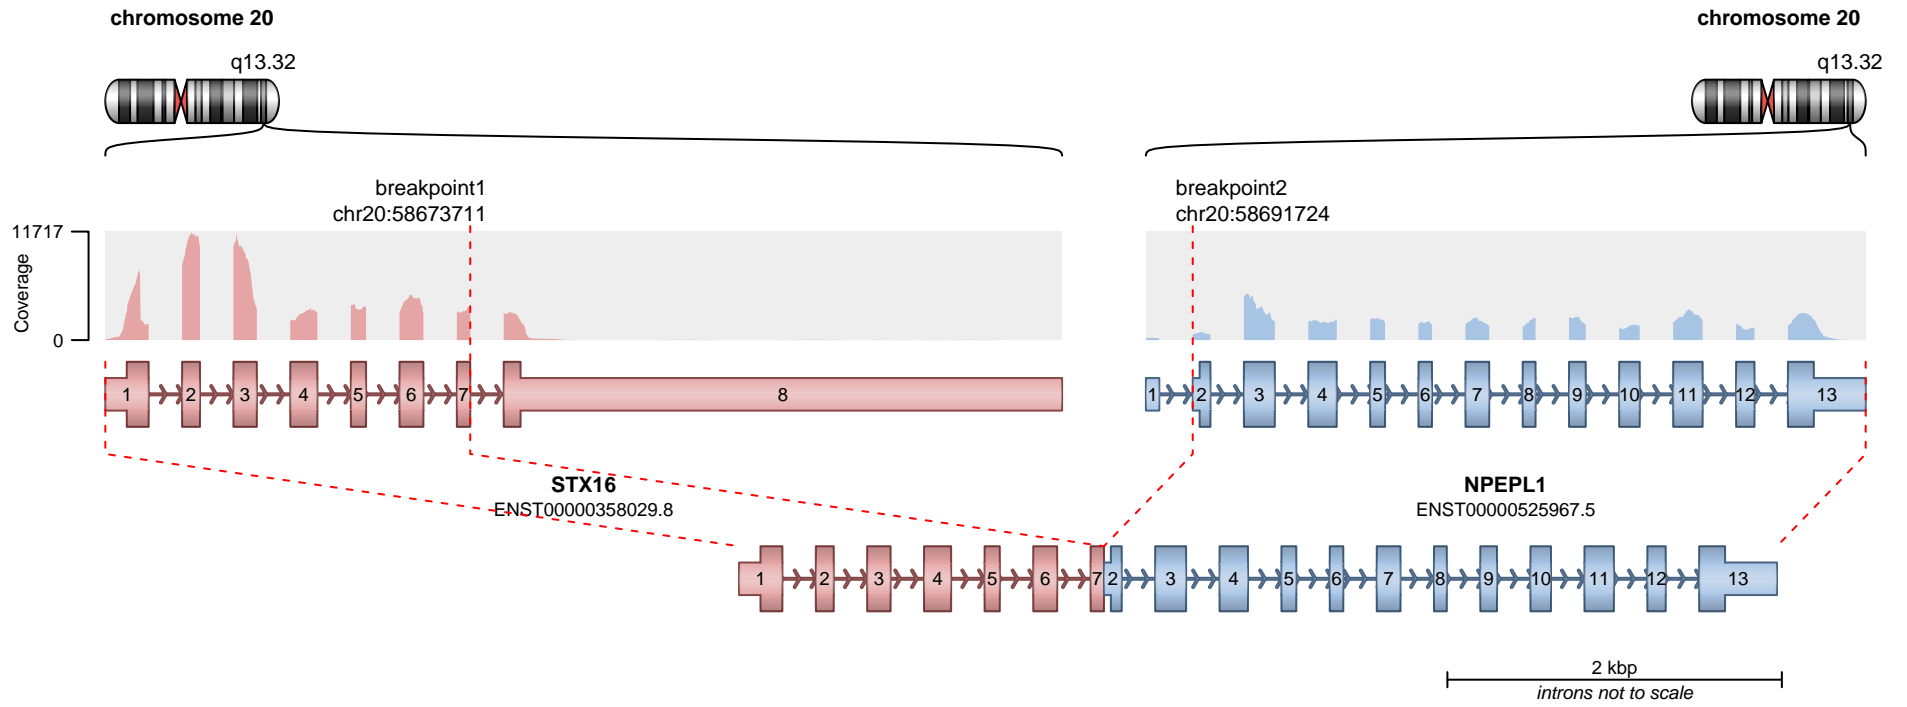 chromosome 20
chromosome 20
q13.32
q13.32
breakpoint1
chr20:58673711
breakpoint2
chr20:58691724
11717
Coverage
0
1 2 3 4 5 6 7 8
1 2 3 4 5 6 7 8 9 10 11 12 13
STX16
ENST00000358029.8
NPEPL1
ENST00000525967.5
1 2 3 4 5 6 7 2 3 4 5 6 7 8 9 10 11 12 13
2 kbp
introns not to scale